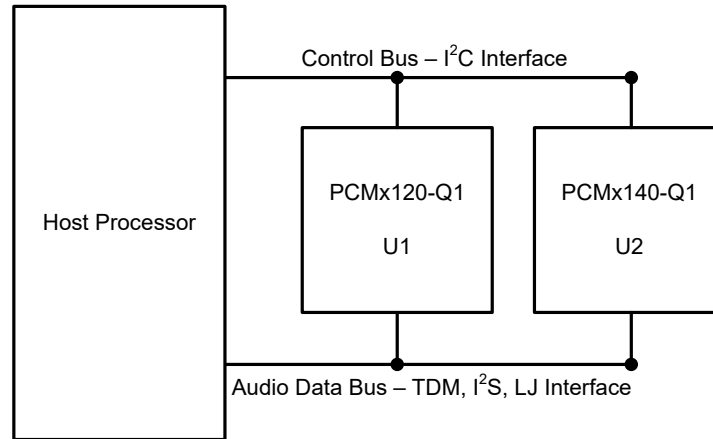 Control Bus – I²C Interface
PCMx120-Q1
PCMx140-Q1
Host Processor
U1
U2
Audio Data Bus – TDM, I²S, LJ Interface